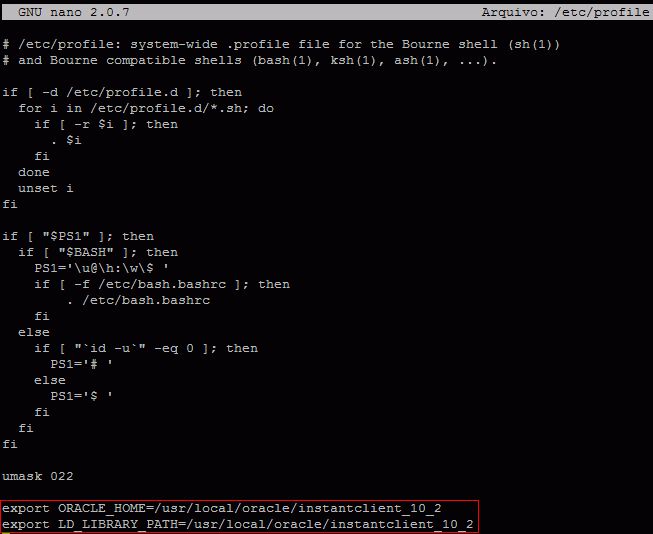 GNU nano 2.0.7 Arquivo: /etc/profile
# /etc/profile: system-wide .profile file for the Bourne shell (sh(1))
# and Bourne compatible shells (bash(1), ksh(1), ash(1), ...).
if [ -d /etc/profile.d ]; then
  for i in /etc/profile.d/*.sh; do
    if [ -r $i ]; then
      . $i
    fi
  done
  unset i
fi
if [ "$PS1" ]; then
  if [ "$BASH" ]; then
    PS1='\u@\h:\w\$ '
    if [ -f /etc/bash.bashrc ]; then
        . /etc/bash.bashrc
    fi
  else
    if [ "`id -u`" -eq 0 ]; then
      PS1='# '
    else
      PS1='$ '
    fi
  fi
fi
umask 022
export ORACLE_HOME=/usr/local/oracle/instantclient_10_2
export LD_LIBRARY_PATH=/usr/local/oracle/instantclient_10_2